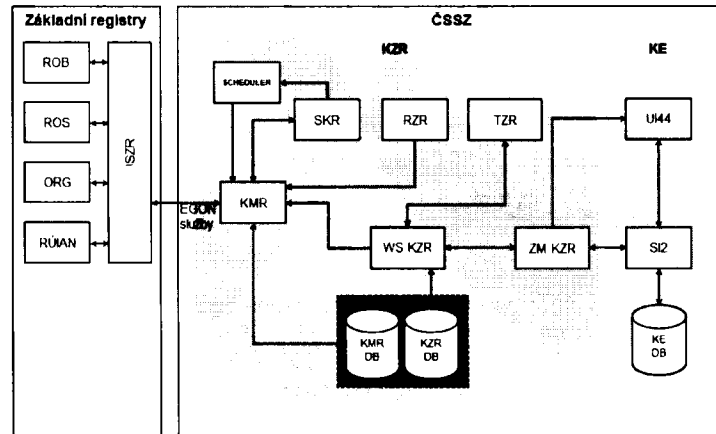 Základní registry
ČSSZ
KZR
KE
ROB
ROS
ORG
RÚIAN
ISZR
SCHEDULER
SKR
RZR
TZR
UI44
EGON
služby
KMR
WS KZR
ZM KZR
SI2
KMR
DB
KZR
DB
KE
DB